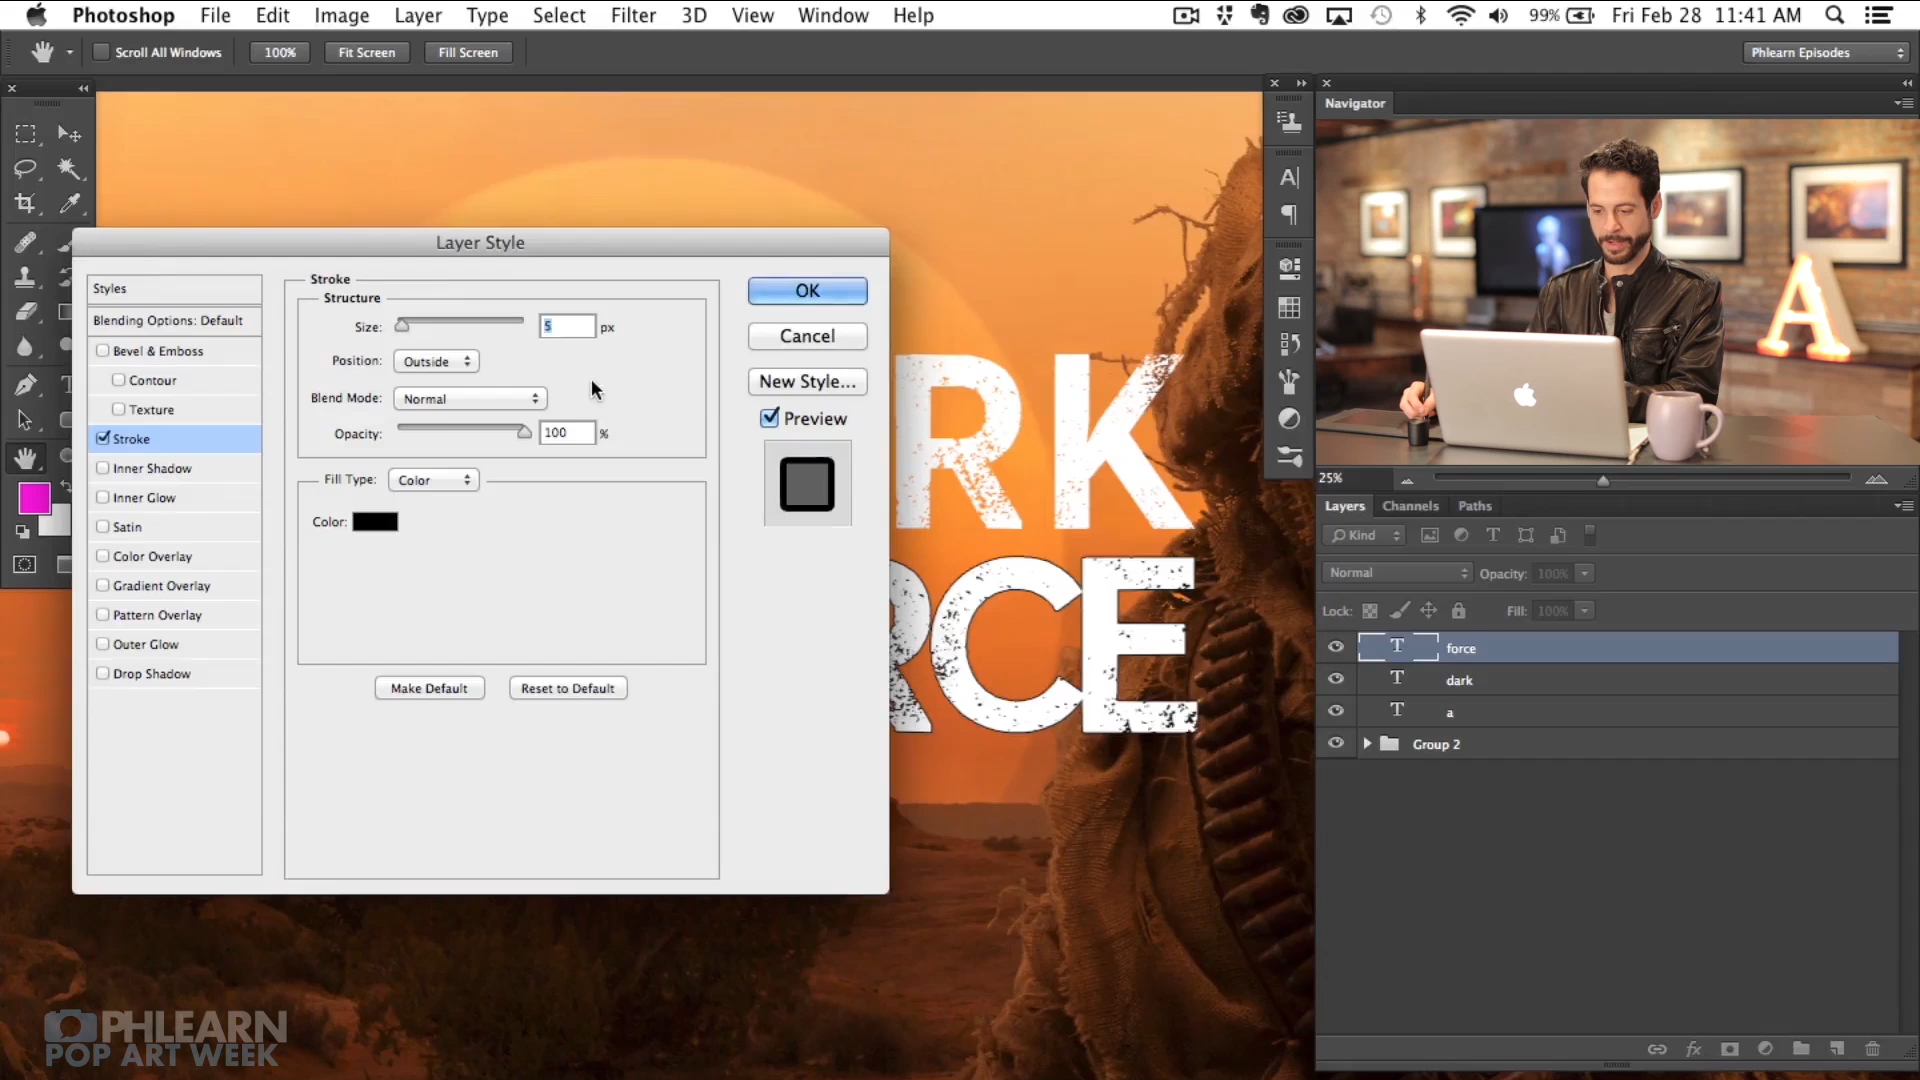 Photoshop File Edit Image Layer Type Select Filter 3D View Window Help 99% Fri Feb 28 11:41 AM
Scroll All Windows 100% Fit Screen Fill Screen Phlearn Episodes
Navigator
Layer Style
Styles
Blending Options: Default
Bevel & Emboss
Contour
Texture
Stroke
Inner Shadow
Inner Glow
Satin
Color Overlay
Gradient Overlay
Pattern Overlay
Outer Glow
Drop Shadow
Stroke
Structure
Size: 5 px
Position: Outside
Blend Mode: Normal
Opacity: 100 %
Fill Type: Color
Color:
Make Default Reset to Default
OK
Cancel
New Style...
Preview
RK
RCE
A
25%
Layers Channels Paths
Kind
Normal Opacity: 100%
Lock: Fill: 100%
T force
T dark
T a
Group 2
fx
PHLEARN
POP ART WEEK